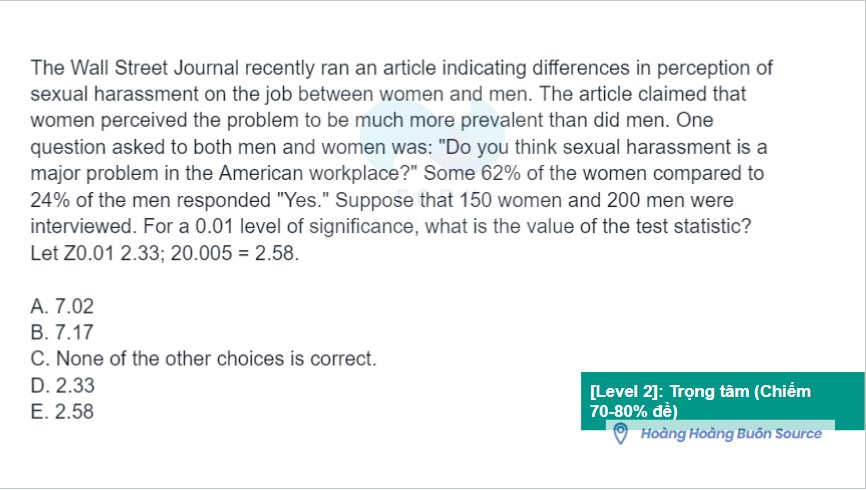 The Wall Street Journal recently ran an article indicating differences in perception of
sexual harassment on the job between women and men. The article claimed that
women perceived the problem to be much more prevalent than did men. One
question asked to both men and women was: "Do you think sexual harassment is a
major problem in the American workplace?" Some 62% of the women compared to
24% of the men responded "Yes." Suppose that 150 women and 200 men were
interviewed. For a 0.01 level of significance, what is the value of the test statistic?
Let Z0.01 2.33; 20.005 = 2.58.
A. 7.02
B. 7.17
C. None of the other choices is correct.
D. 2.33
E. 2.58
[Level 2]: Trọng tâm (Chiếm
70-80% đề)
Hoàng Hoàng Buôn Source